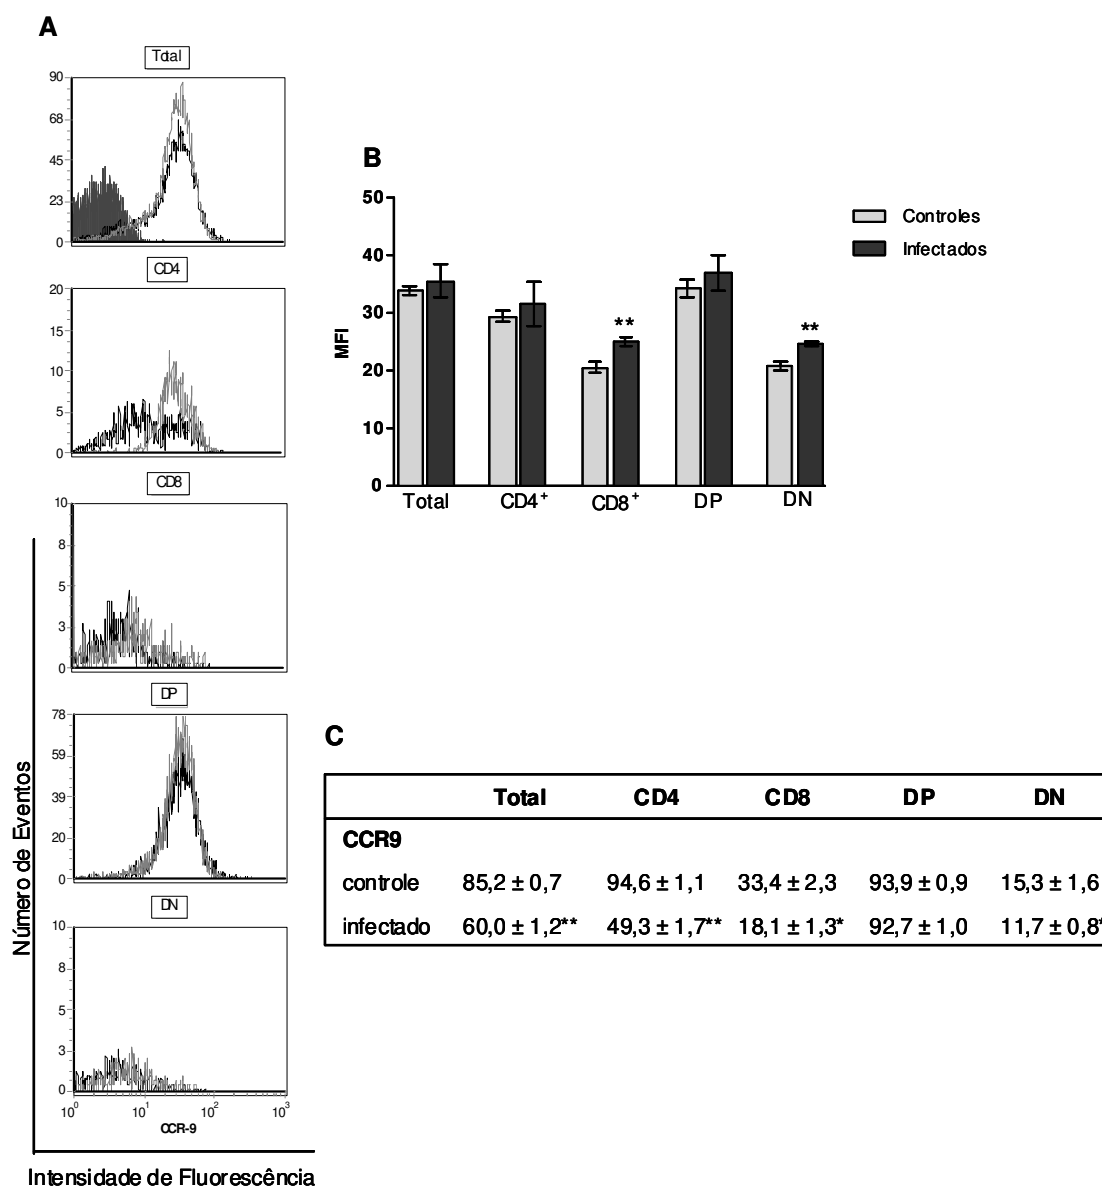 A
Total
90
68
45
23
0
CD4
20
15
10
5
0
CD8
10
8
5
3
0
DP
78
59
39
20
0
DN
10
8
5
3
0
10⁰ 10¹ 10² 10³
CCR-9
Número de Eventos
Intensidade de Fluorescência
B
50
40
30
20
10
0
MFI
** **
Total CD4⁺ CD8⁺ DP DN
Controles
Infectados
C
Total CD4 CD8 DP DN
CCR9
controle 85,2 ± 0,7 94,6 ± 1,1 33,4 ± 2,3 93,9 ± 0,9 15,3 ± 1,6
infectado 60,0 ± 1,2** 49,3 ± 1,7** 18,1 ± 1,3* 92,7 ± 1,0 11,7 ± 0,8*